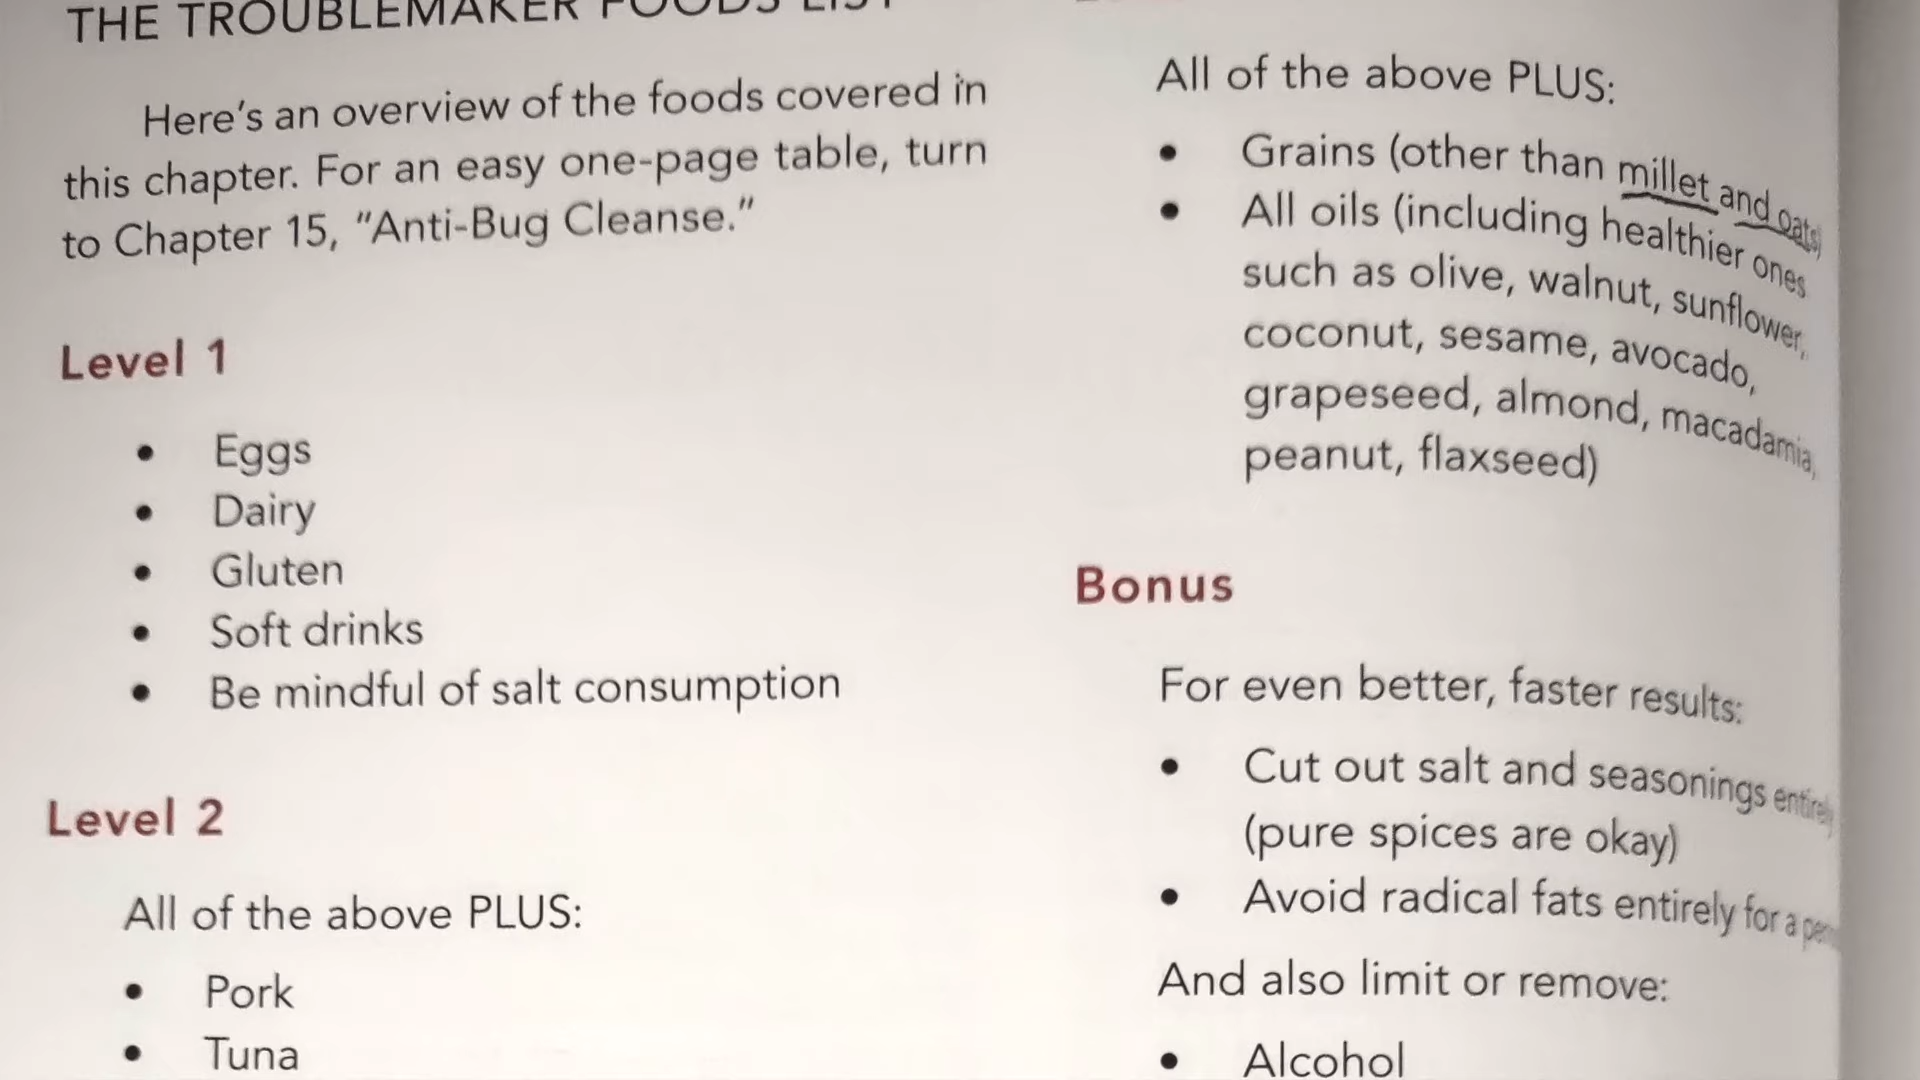 THE TROUBLEMAKER FOODS LIST
Here's an overview of the foods covered in
this chapter. For an easy one-page table, turn
to Chapter 15, "Anti-Bug Cleanse."
Level 1
• Eggs
• Dairy
• Gluten
• Soft drinks
• Be mindful of salt consumption
Level 2
All of the above PLUS:
• Pork
• Tuna
All of the above PLUS:
• Grains (other than millet and oats)
• All oils (including healthier ones
such as olive, walnut, sunflower,
coconut, sesame, avocado,
grapeseed, almond, macadamia,
peanut, flaxseed)
Bonus
For even better, faster results:
• Cut out salt and seasonings entirely
(pure spices are okay)
• Avoid radical fats entirely for a
And also limit or remove:
• Alcohol